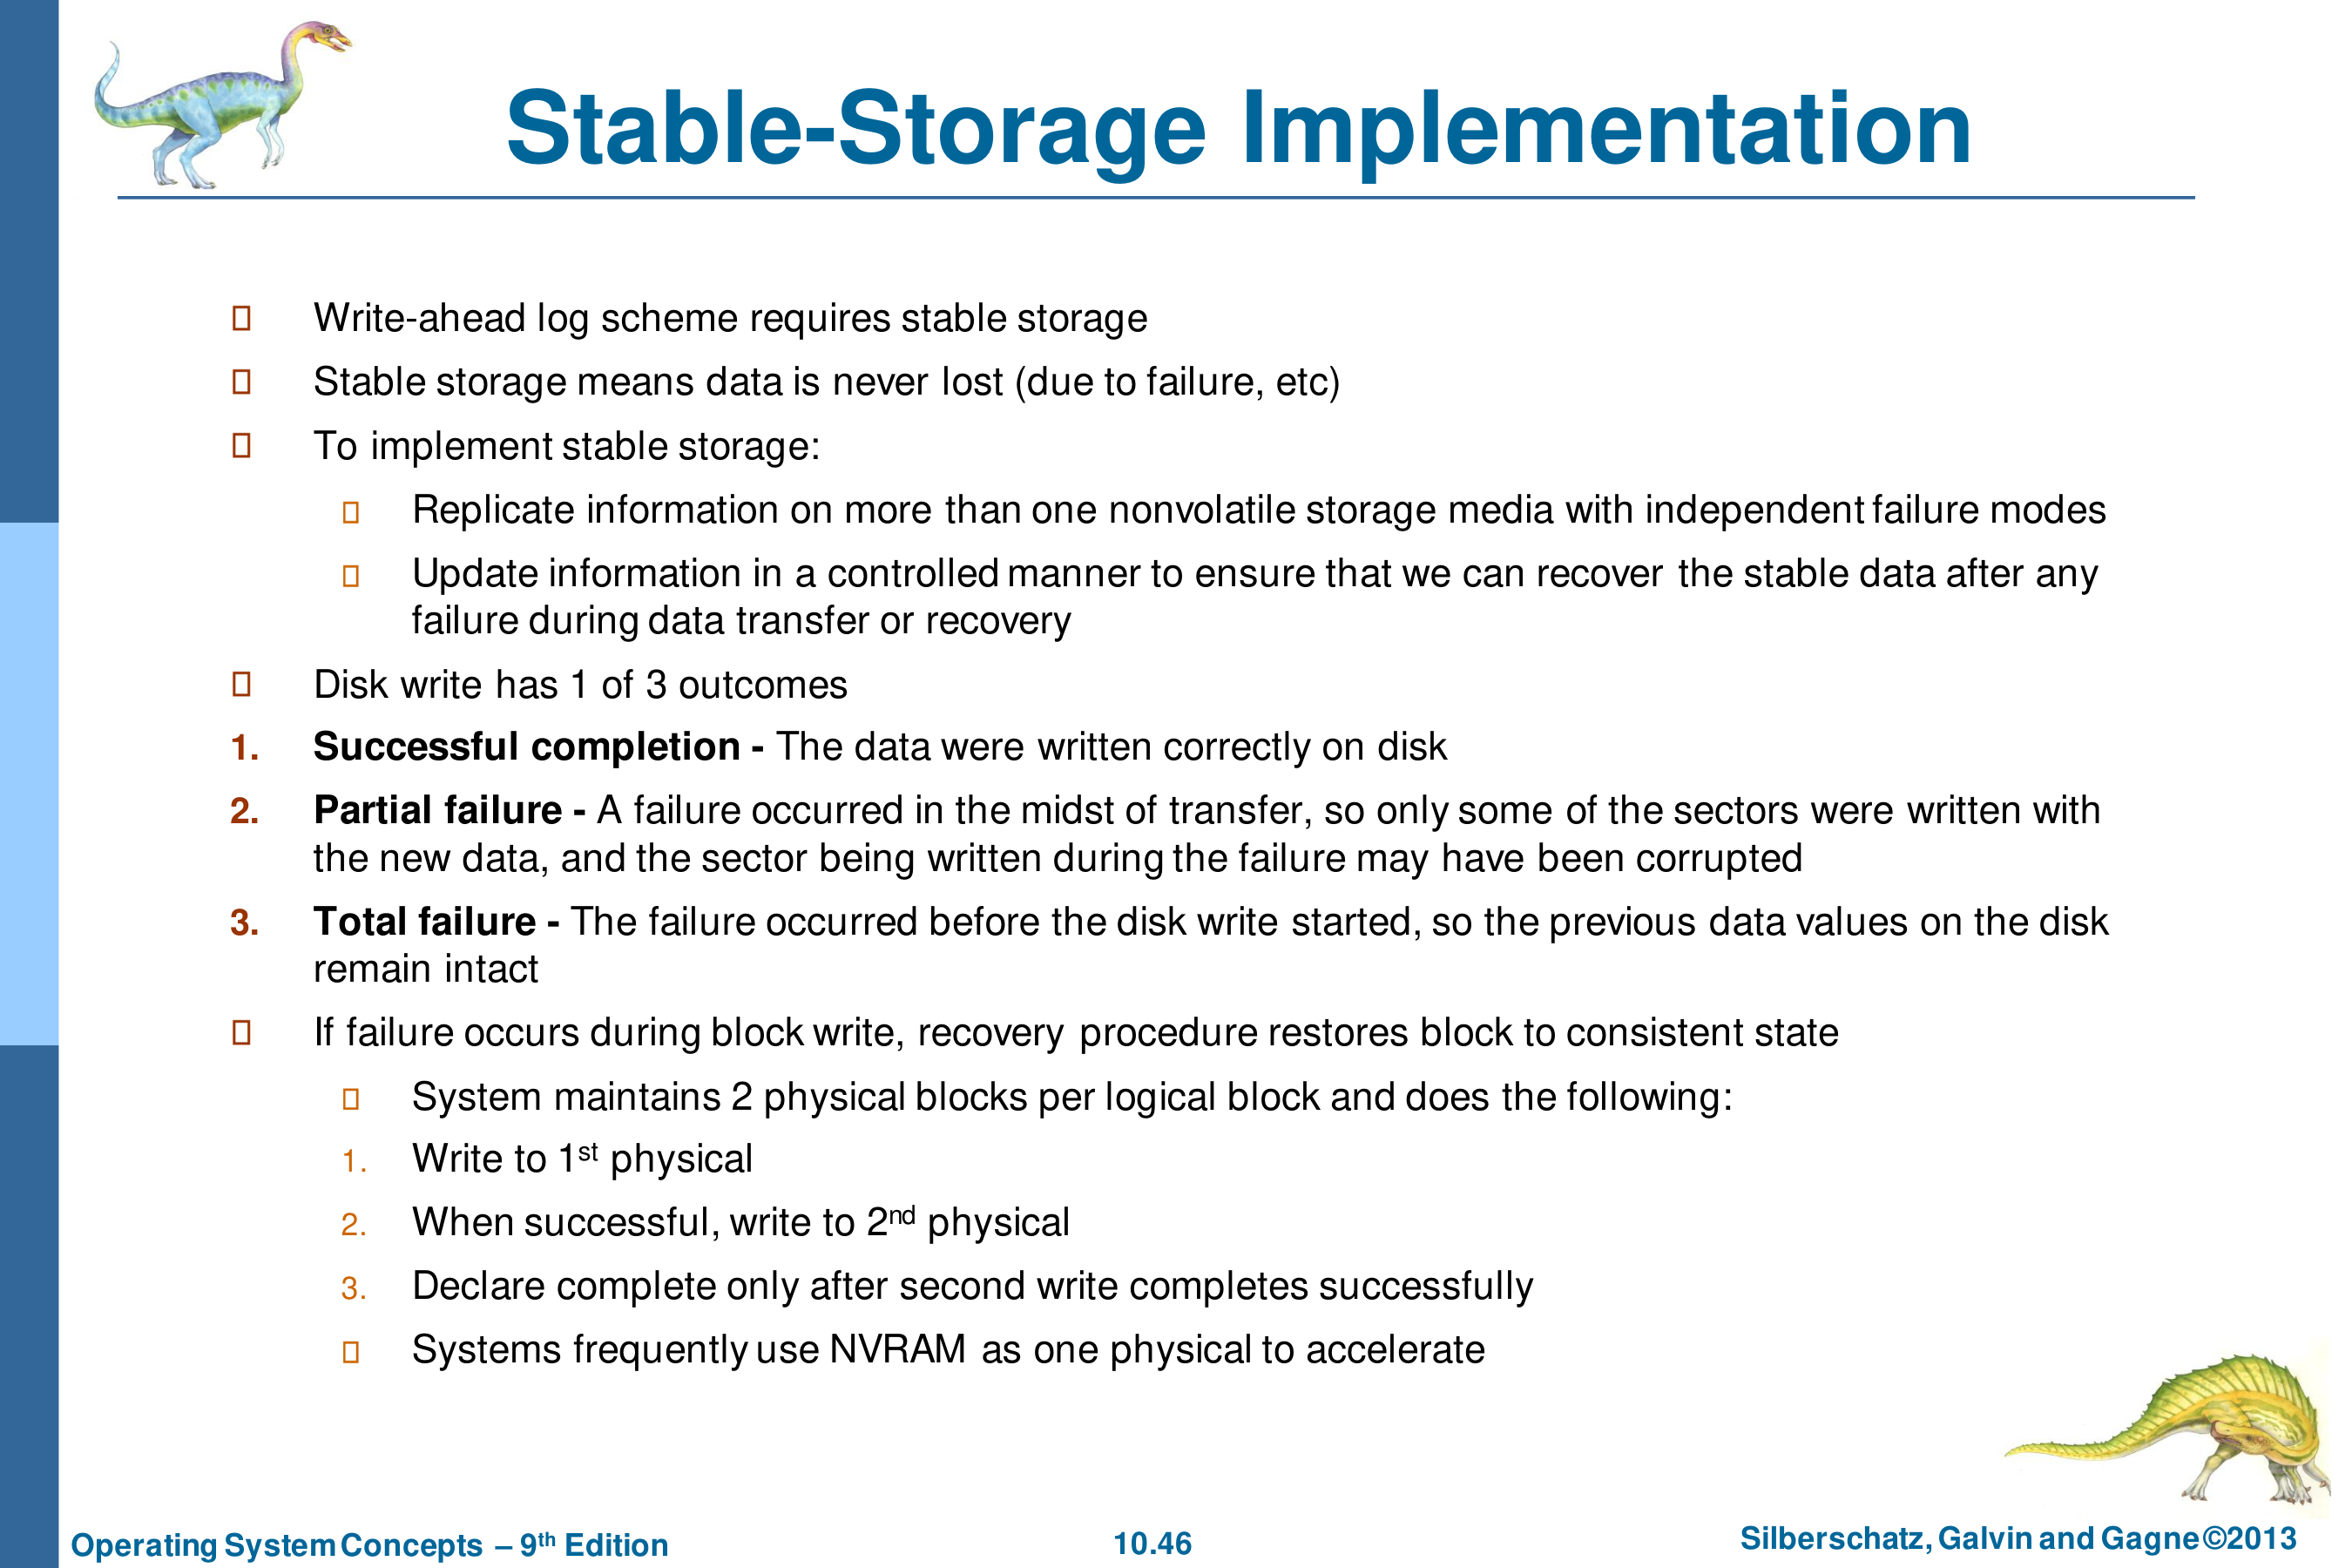 Stable-Storage Implementation
Write-ahead log scheme requires stable storage
Stable storage means data is never lost (due to failure, etc)
To implement stable storage:
Replicate information on more than one nonvolatile storage media with independent failure modes
Update information in a controlled manner to ensure that we can recover the stable data after any
failure during data transfer or recovery
Disk write has 1 of 3 outcomes
1. Successful completion - The data were written correctly on disk
2. Partial failure - A failure occurred in the midst of transfer, so only some of the sectors were written with
the new data, and the sector being written during the failure may have been corrupted
3. Total failure - The failure occurred before the disk write started, so the previous data values on the disk
remain intact
If failure occurs during block write, recovery procedure restores block to consistent state
System maintains 2 physical blocks per logical block and does the following:
1. Write to 1st physical
2. When successful, write to 2nd physical
3. Declare complete only after second write completes successfully
Systems frequently use NVRAM as one physical to accelerate
Operating System Concepts – 9th Edition
10.46
Silberschatz, Galvin and Gagne ©2013